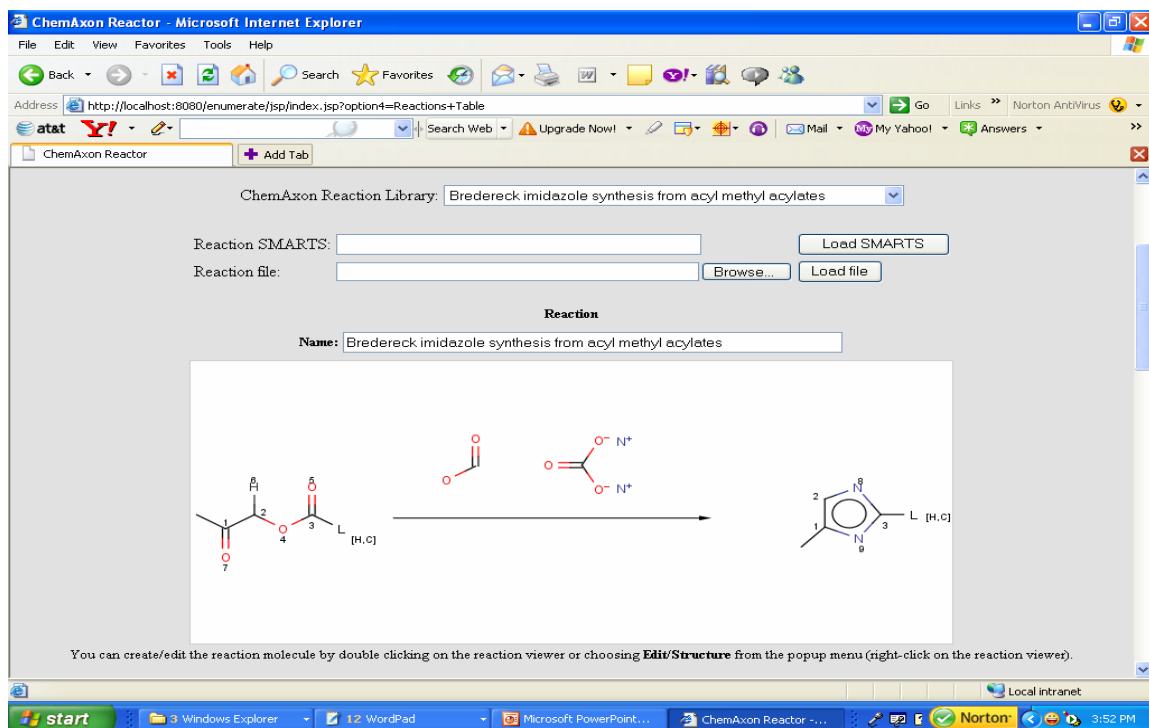 ChemAxon Reactor - Microsoft Internet Explorer
File Edit View Favorites Tools Help
Back Search Favorites
Address http://localhost:8080/enumerate/jsp/index.jsp?option4=Reactions+Table Go Links » Norton AntiVirus
at&t Y! Search Web Upgrade Now! Mail My Yahoo! Answers »
ChemAxon Reactor Add Tab
ChemAxon Reaction Library: Bredereck imidazole synthesis from acyl methyl acylates
Reaction SMARTS: Load SMARTS
Reaction file: Browse... Load file
Reaction
Name: Bredereck imidazole synthesis from acyl methyl acylates
O O O⁻ N⁺
O O⁻ N⁺
6 H 5 O 1 2 O 4 3 L [H,C] O 7
2 N 8 1 3 L [H,C] N 9
You can create/edit the reaction molecule by double clicking on the reaction viewer or choosing Edit/Structure from the popup menu (right-click on the reaction viewer).
Local intranet
start 3 Windows Explorer 12 WordPad Microsoft PowerPoint... ChemAxon Reactor -... Norton 3:52 PM